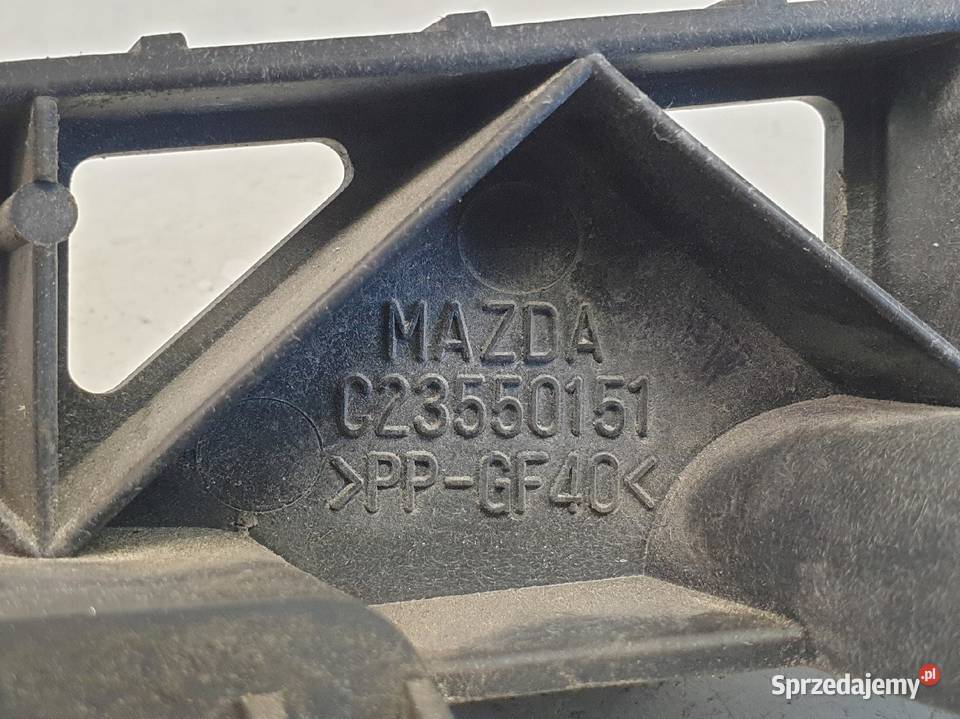 MAZDA
C23550151
>PP-GF40<
Sprzedajemy.pl